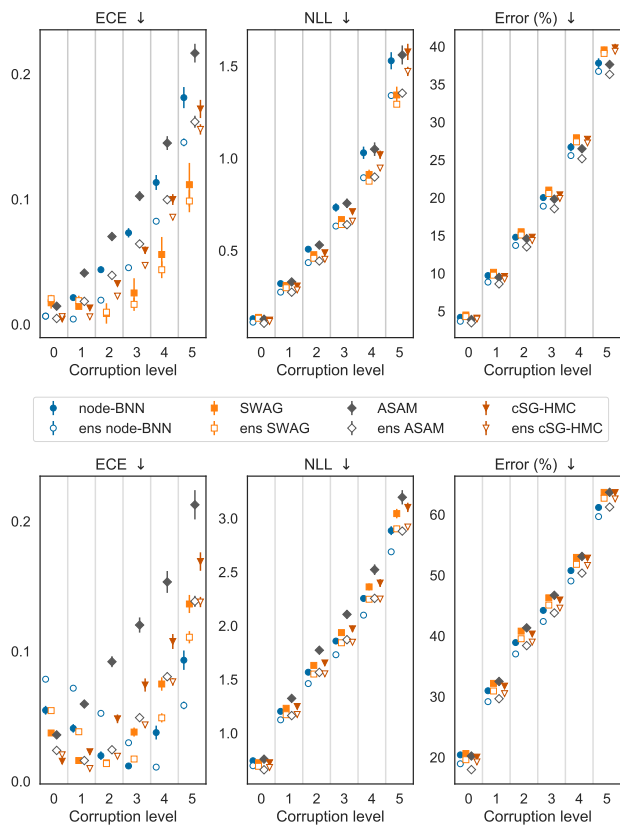 ECE ↓ NLL ↓ Error (%) ↓
0.2 1.5 40
35
30
1.0 25
0.1 20
15
0.5 10
0.0 5
0 1 2 3 4 5 0 1 2 3 4 5 0 1 2 3 4 5
Corruption level Corruption level Corruption level
node-BNN SWAG ASAM cSG-HMC
ens node-BNN ens SWAG ens ASAM ens cSG-HMC
ECE ↓ NLL ↓ Error (%) ↓
0.2 3.0 60
2.5 50
2.0 40
0.1 1.5 30
1.0 20
0.0
0 1 2 3 4 5 0 1 2 3 4 5 0 1 2 3 4 5
Corruption level Corruption level Corruption level